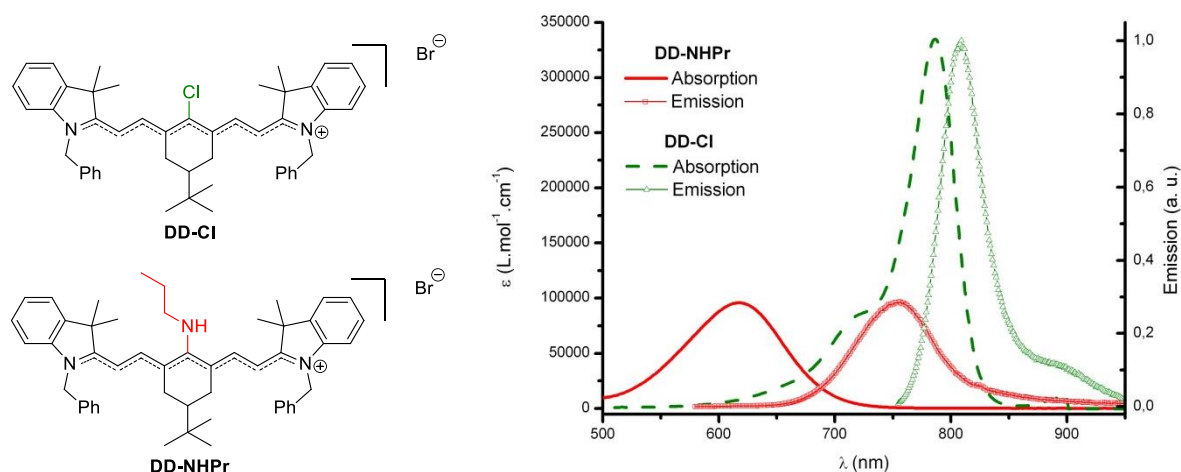 Cl
N
N
+
Ph
Ph
Br⊖
DD-Cl
NH
N
N
+
Ph
Ph
Br⊖
DD-NHPr
DD-NHPr
Absorption
Emission
DD-Cl
Absorption
Emission
ε (L.mol⁻¹.cm⁻¹)
350000
300000
250000
200000
150000
100000
50000
0
500
600
700
800
900
λ (nm)
1,0
0,8
0,6
0,4
0,2
0,0
Emission (a. u.)